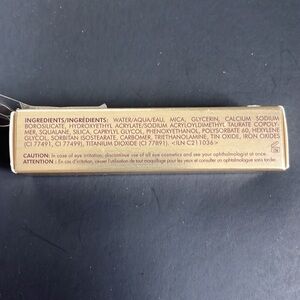 INGREDIENTS/INGRÉDIENTS: WATER/AQUA/EAU, MICA, GLYCERIN, CALCIUM SODIUM
BOROSILICATE, HYDROXYETHYL ACRYLATE/SODIUM ACRYLOYLDIMETHYL TAURATE COPOLY-
MER, SQUALANE, SILICA, CAPRYLYL GLYCOL, PHENOXYETHANOL, POLYSORBATE 60, HEXYLENE
GLYCOL, SORBITAN ISOSTEARATE, CARBOMER, TRIETHANOLAMINE, TIN OXIDE, IRON OXIDES
(CI 77491, CI 77499), TITANIUM DIOXIDE (CI 77891). <ILN C211036>
CAUTION: In case of eye irritation, discontinue use of all eye cosmetics and see your ophthalmologist at once.
ATTENTION : En cas d'irritation, cessez l'utilisation de tout maquillage pour les yeux et consultez un ophtalmologiste sans tarder.